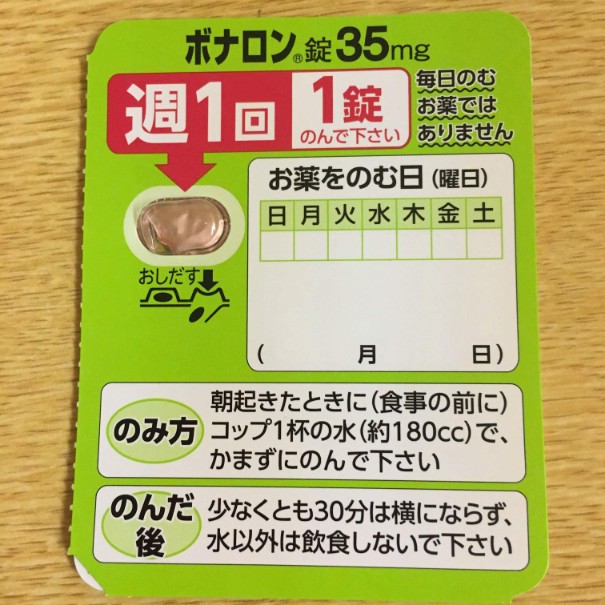 ボナロン®錠35mg
週1回
1錠
のんで下さい
毎日のむ
お薬では
ありません
お薬をのむ日(曜日)
日 月 火 水 木 金 土
( 月 日)
おしだす
のみ方
朝起きたときに(食事の前に)
コップ1杯の水(約180cc)で、
かまずにのんで下さい
のんだ
後
少なくとも30分は横にならず、
水以外は飲食しないで下さい